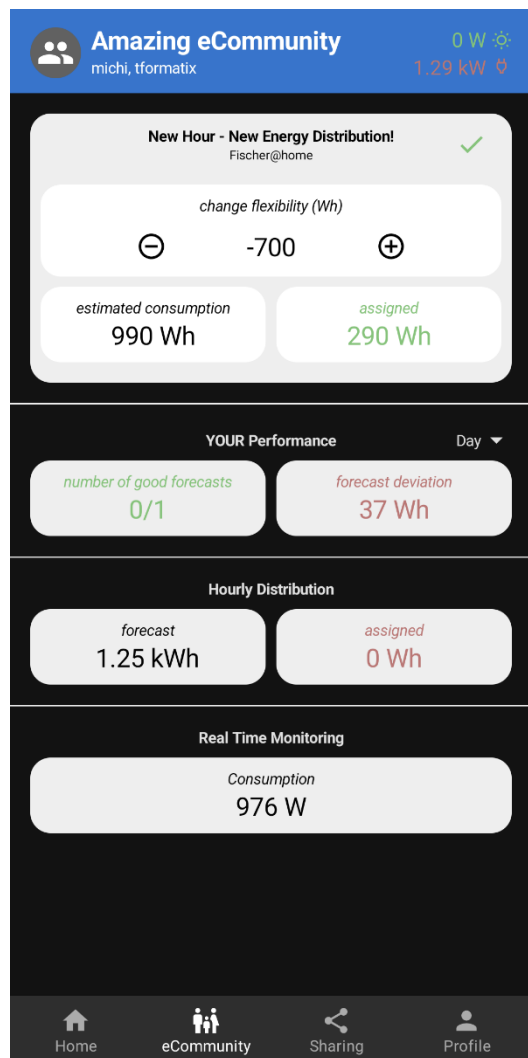 Amazing eCommunity
0 W
michi, tformatix
1.29 kW
New Hour - New Energy Distribution!
Fischer@home
change flexibility (Wh)
-700
estimated consumption
990 Wh
assigned
290 Wh
YOUR Performance
Day
number of good forecasts
0/1
forecast deviation
37 Wh
Hourly Distribution
forecast
1.25 kWh
assigned
0 Wh
Real Time Monitoring
Consumption
976 W
Home
eCommunity
Sharing
Profile